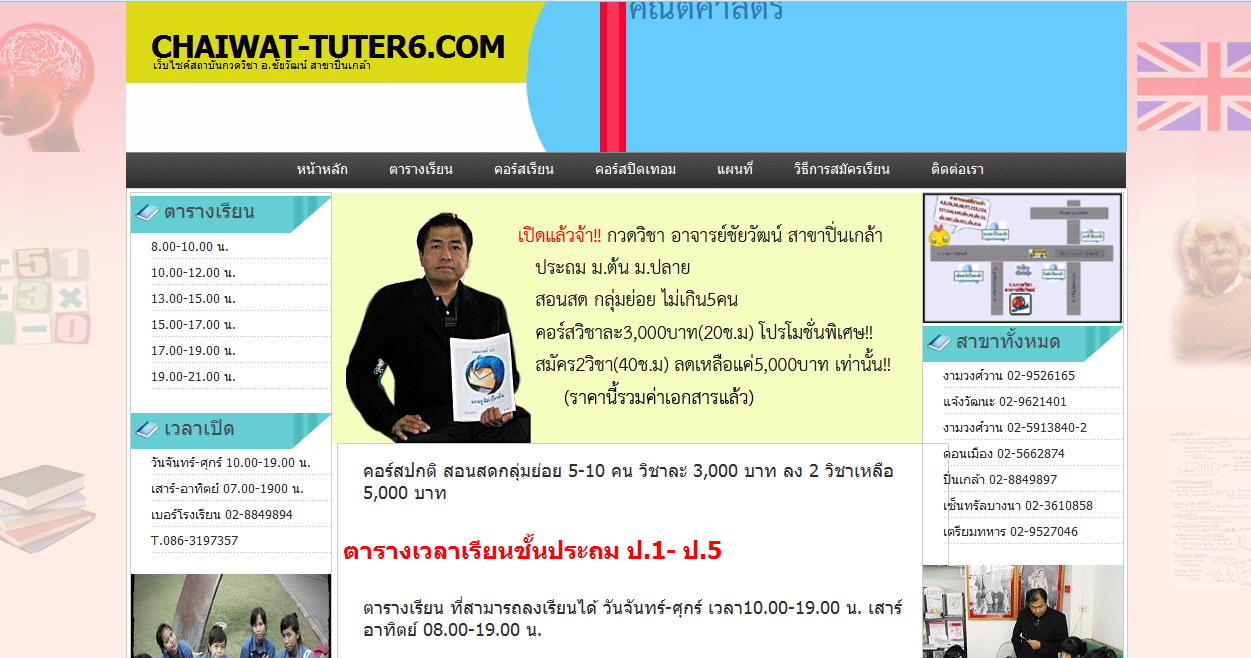 คณิตศาสตร์
CHAIWAT-TUTER6.COM
เว็บไซค์สถาบันกวดวิชา อ.ชัยวัฒน์ สาขาปิ่นเกล้า
หน้าหลัก ตารางเรียน คอร์สเรียน คอร์สปิดเทอม แผนที่ วิธีการสมัครเรียน ติดต่อเรา
ตารางเรียน
8.00-10.00 น.
10.00-12.00 น.
13.00-15.00 น.
15.00-17.00 น.
17.00-19.00 น.
19.00-21.00 น.
เวลาเปิด
วันจันทร์-ศุกร์ 10.00-19.00 น.
เสาร์-อาทิตย์ 07.00-1900 น.
เบอร์โรงเรียน 02-8849894
T.086-3197357
เปิดแล้วจ้า!! กวดวิชา อาจารย์ชัยวัฒน์ สาขาปิ่นเกล้า
ประถม ม.ต้น ม.ปลาย
สอนสด กลุ่มย่อย ไม่เกิน5คน
คอร์สวิชาละ3,000บาท(20ช.ม) โปรโมชั่นพิเศษ!!
สมัคร2วิชา(40ช.ม) ลดเหลือแค่5,000บาท เท่านั้น!!
(ราคานี้รวมค่าเอกสารแล้ว)
คอร์สปกติ สอนสดกลุ่มย่อย 5-10 คน วิชาละ 3,000 บาท ลง 2 วิชาเหลือ
5,000 บาท
ตารางเวลาเรียนชั้นประถม ป.1- ป.5
ตารางเรียน ที่สามารถลงเรียนได้ วันจันทร์-ศุกร์ เวลา10.00-19.00 น. เสาร์
อาทิตย์ 08.00-19.00 น.
สาขาทั้งหมด
งามวงศ์วาน 02-9526165
แจ้งวัฒนะ 02-9621401
งามวงศ์วาน 02-5913840-2
ดอนเมือง 02-5662874
ปิ่นเกล้า 02-8849897
เซ็นทรัลบางนา 02-3610858
เตรียมทหาร 02-9527046